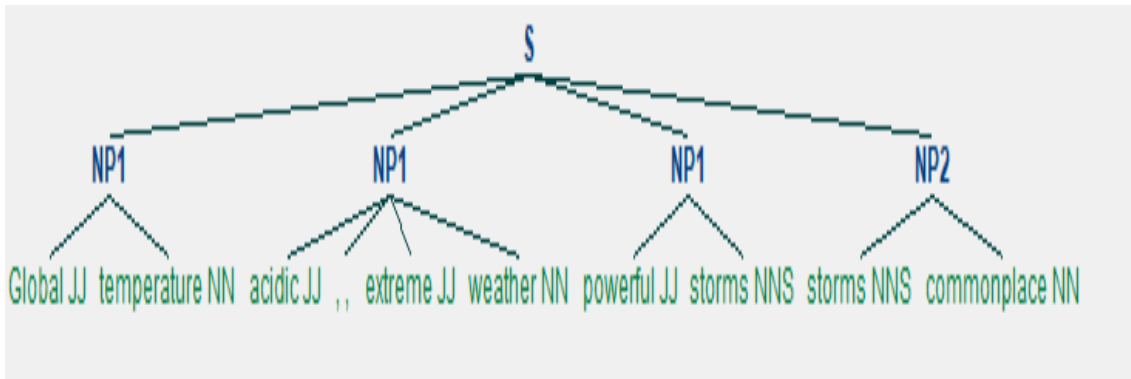 S
NP1 NP1 NP1 NP2
Global JJ temperature NN acidic JJ , , extreme JJ weather NN powerful JJ storms NNS storms NNS commonplace NN